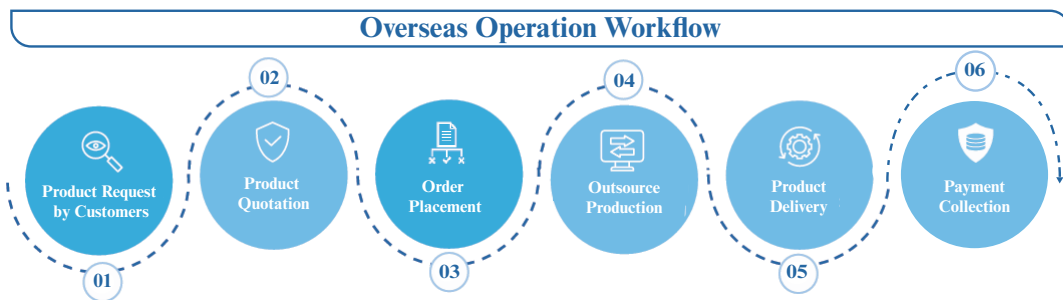 Overseas Operation Workflow
01
Product Request
by Customers
02
Product
Quotation
03
Order
Placement
04
Outsource
Production
05
Product
Delivery
06
Payment
Collection